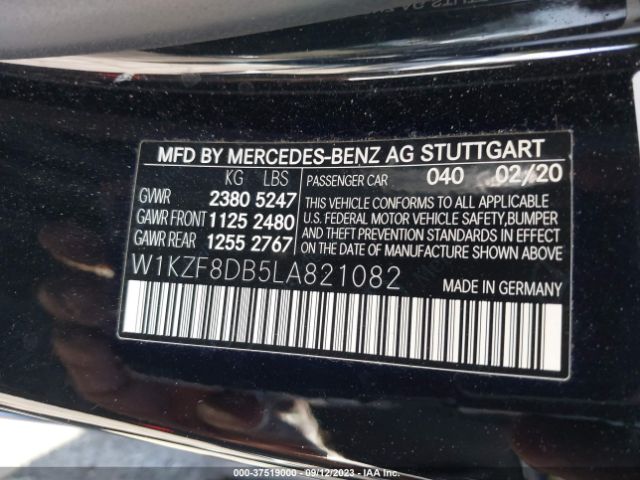 MFD BY MERCEDES-BENZ AG STUTTGART
KG LBS
GVWR 2380 5247
GAWR FRONT 1125 2480
GAWR REAR 1255 2767
PASSENGER CAR 040 02/20
THIS VEHICLE CONFORMS TO ALL APPLICABLE
U.S. FEDERAL MOTOR VEHICLE SAFETY,BUMPER
AND THEFT PREVENTION STANDARDS IN EFFECT
ON THE DATE OF MANUFACTURE SHOWN ABOVE
W1KZF8DB5LA821082
MADE IN GERMANY
000-37519000 - 09/12/2023 - IAA Inc.